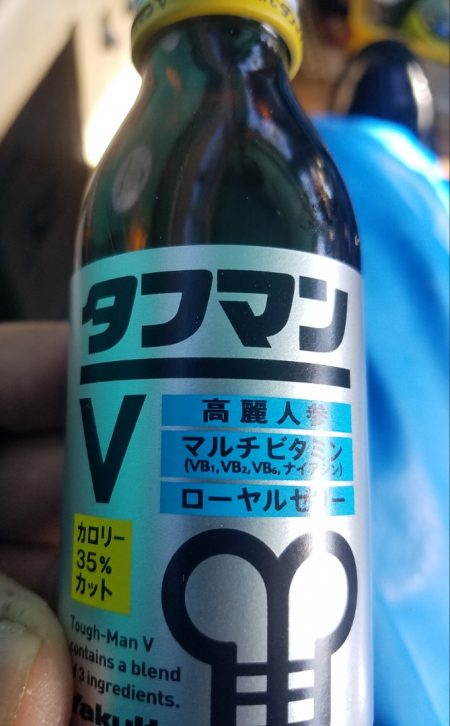 タフマン
V
高麗人参
マルチビタミン
(VB1, VB2, VB6, ナイアシン)
ローヤルゼリー
カロリー
35%
カット
Tough-Man V
contains a blend
of 3 ingredients.